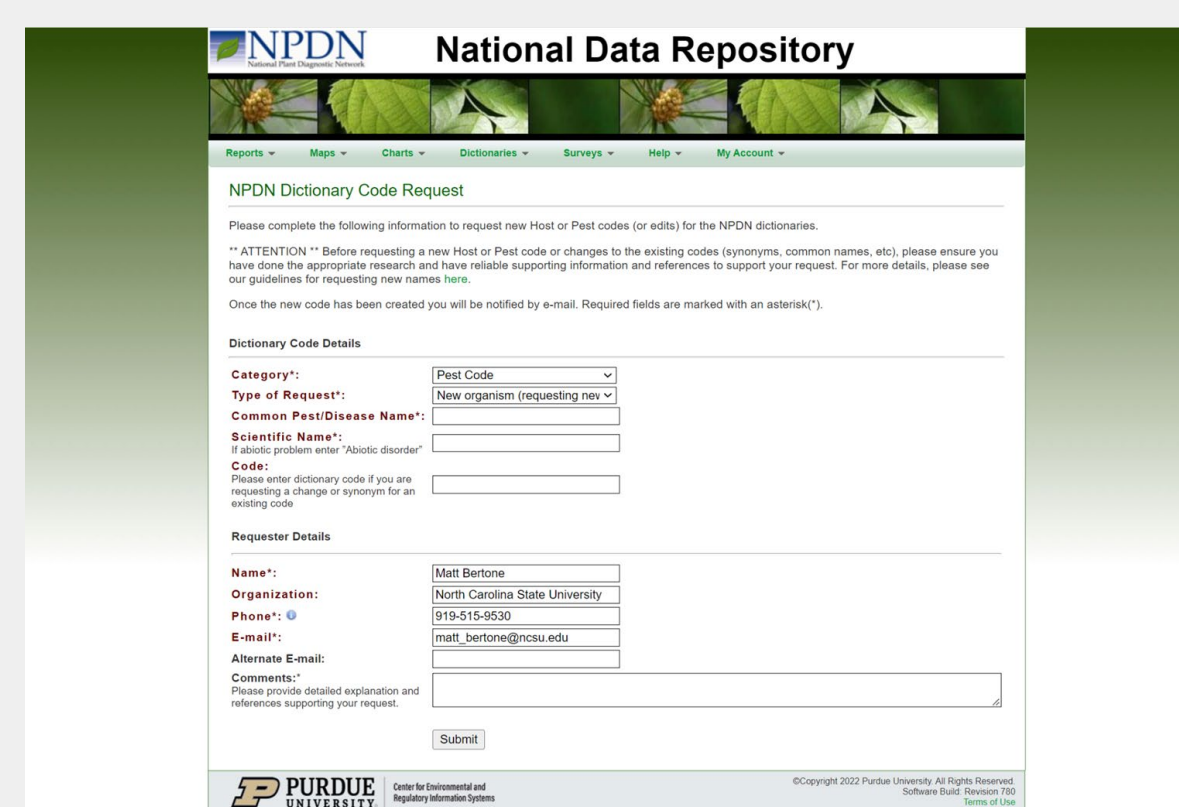 NPDN
National Plant Diagnostic Network
National Data Repository
Reports Maps Charts Dictionaries Surveys Help My Account
NPDN Dictionary Code Request
Please complete the following information to request new Host or Pest codes (or edits) for the NPDN dictionaries.
** ATTENTION ** Before requesting a new Host or Pest code or changes to the existing codes (synonyms, common names, etc), please ensure you
have done the appropriate research and have reliable supporting information and references to support your request. For more details, please see
our guidelines for requesting new names here.
Once the new code has been created you will be notified by e-mail. Required fields are marked with an asterisk(*).
Dictionary Code Details
Category*: Pest Code
Type of Request*: New organism (requesting new
Common Pest/Disease Name*:
Scientific Name*:
If abiotic problem enter "Abiotic disorder"
Code:
Please enter dictionary code if you are
requesting a change or synonym for an
existing code
Requester Details
Name*: Matt Bertone
Organization: North Carolina State University
Phone*: 919-515-9530
E-mail*: matt_bertone@ncsu.edu
Alternate E-mail:
Comments:*
Please provide detailed explanation and
references supporting your request.
Submit
PURDUE
UNIVERSITY
Center for Environmental and
Regulatory Information Systems
©Copyright 2022 Purdue University. All Rights Reserved.
Software Build: Revision 780
Terms of Use